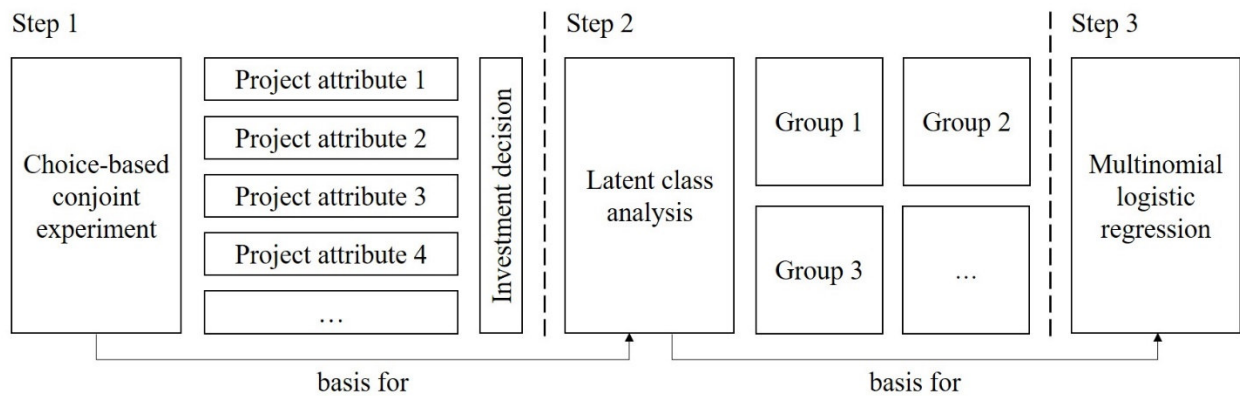 Step 1
Choice-based
conjoint
experiment
Project attribute 1
Project attribute 2
Project attribute 3
Project attribute 4
…
Investment decision
Step 2
Latent class
analysis
Group 1
Group 2
Group 3
…
Step 3
Multinomial
logistic
regression
basis for
basis for